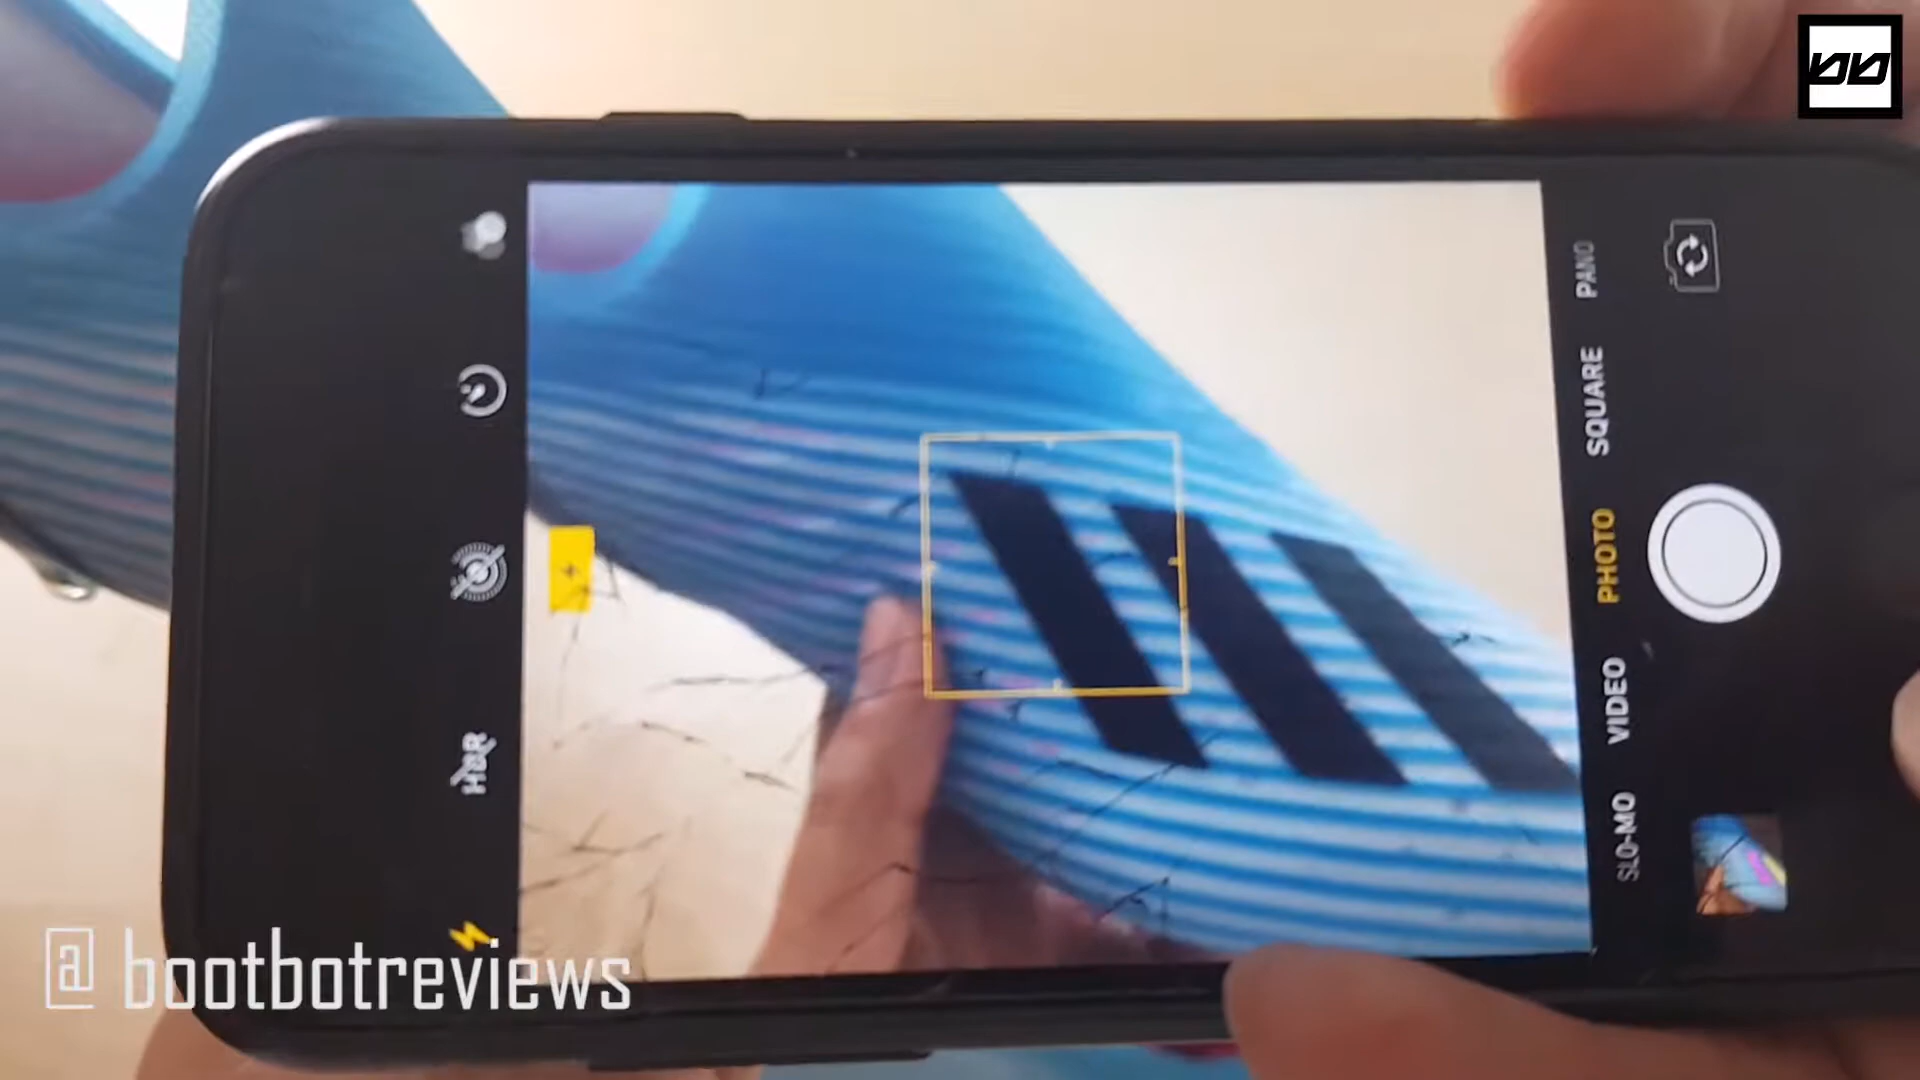 PANO
SQUARE
PHOTO
VIDEO
SLO-MO
HDR
@bootbotreviews